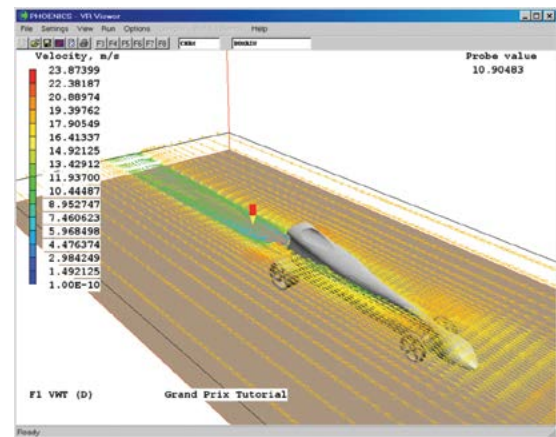 PHOENICS - VR Viewer
File Settings View Run Options Help
F3 F4 F5 F6 F7 F8
Velocity, m/s
Probe value
10.90483
23.87399
22.38187
20.88974
19.39762
17.90549
16.41337
14.92125
13.42912
11.93700
10.44487
8.952747
7.460623
5.968498
4.476374
2.984249
1.492125
1.00E-10
F1 VWT (D) Grand Prix Tutorial
Ready